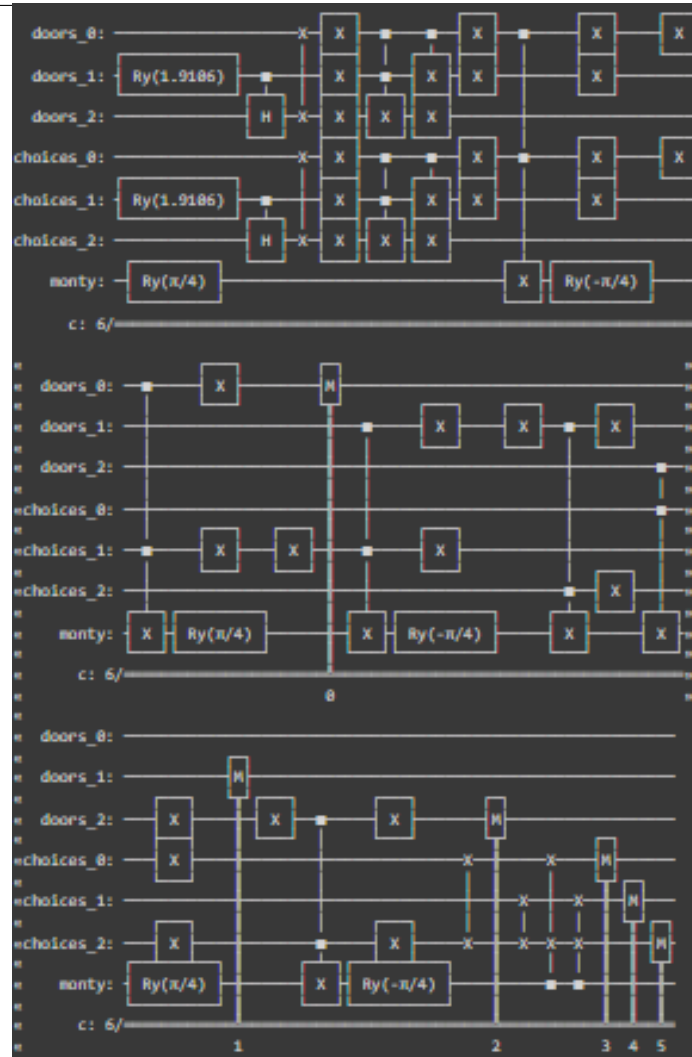 doors_0: X X X X X
doors_1: Ry(1.9106) X X X X
doors_2: H X X X X
choices_0: X X X X X
choices_1: Ry(1.9106) X X X X
choices_2: H X X X X
monty: Ry(π/4) X Ry(-π/4)
c: 6/
«
« doors_0: X M »
« doors_1: X X X »
« doors_2: »
«choices_0: »
«choices_1: X X X »
«choices_2: X »
« monty: X Ry(π/4) X Ry(-π/4) X X »
« c: 6/ »
« 0 »
« doors_0:
« doors_1: M
« doors_2: X X X M
«choices_0: X X X M
«choices_1: X X M
«choices_2: X X X X X X M
« monty: Ry(π/4) X Ry(-π/4)
« c: 6/
« 1 2 3 4 5